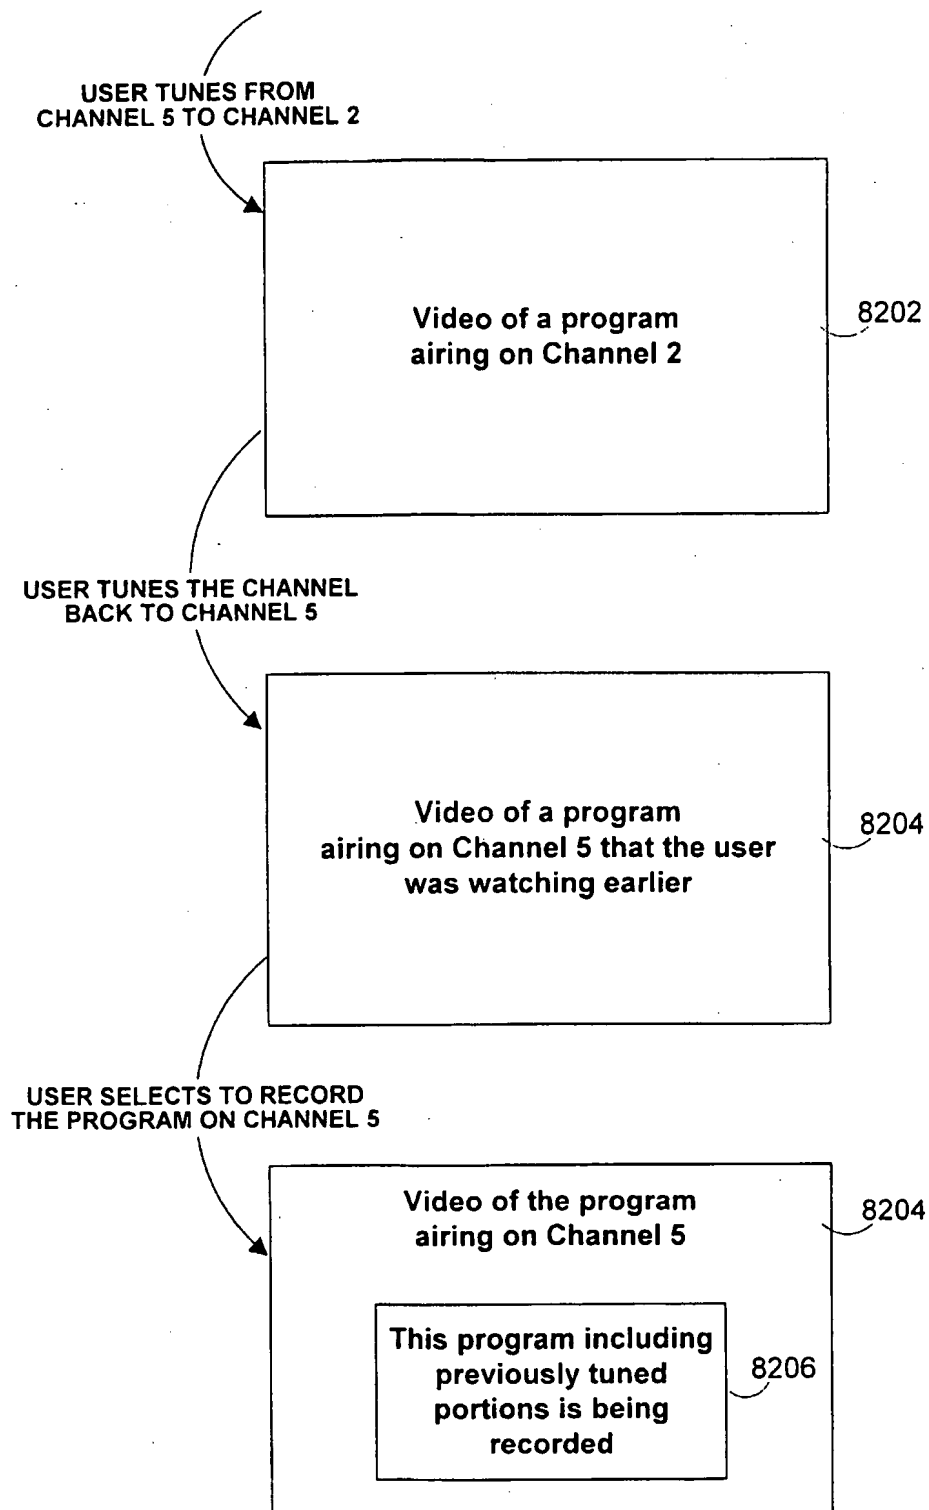 USER TUNES FROM
CHANNEL 5 TO CHANNEL 2
Video of a program
airing on Channel 2
8202
USER TUNES THE CHANNEL
BACK TO CHANNEL 5
Video of a program
airing on Channel 5 that the user
was watching earlier
8204
USER SELECTS TO RECORD
THE PROGRAM ON CHANNEL 5
Video of the program
airing on Channel 5
8204
This program including
previously tuned
portions is being
recorded
8206